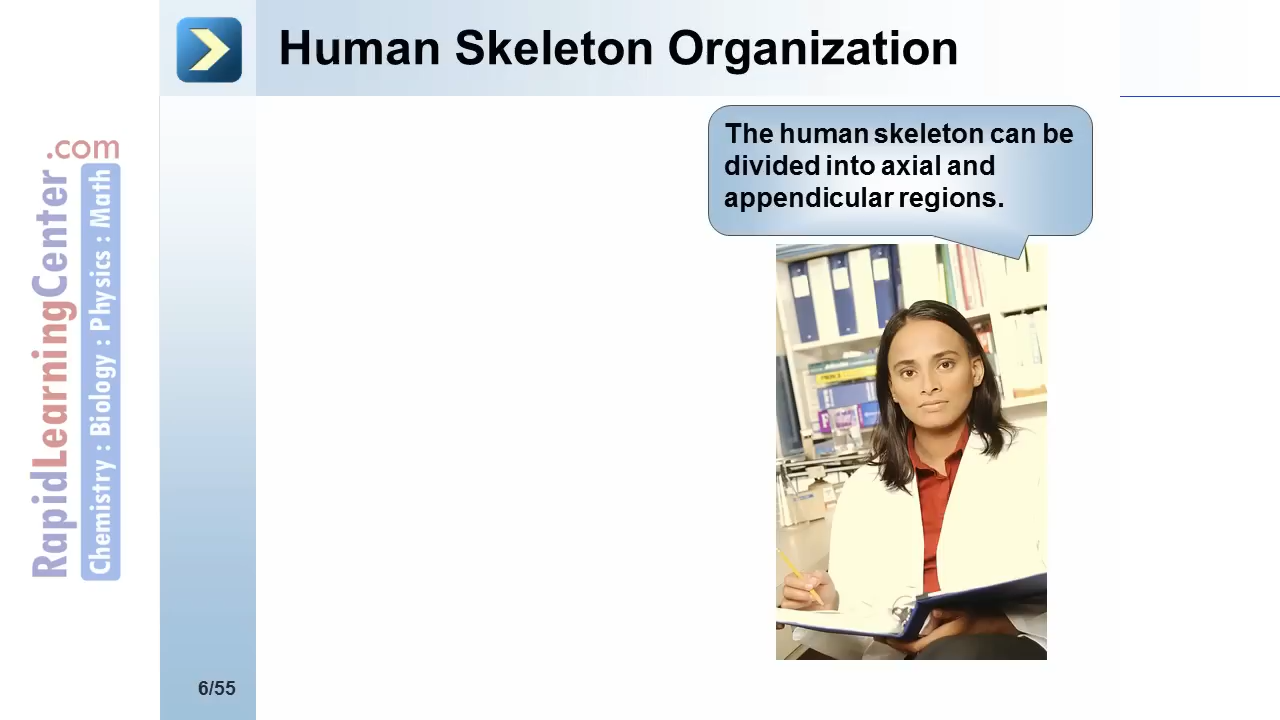 Human Skeleton Organization
The human skeleton can be
divided into axial and
appendicular regions.
RapidLearningCenter.com
Chemistry : Biology : Physics : Math
6/55